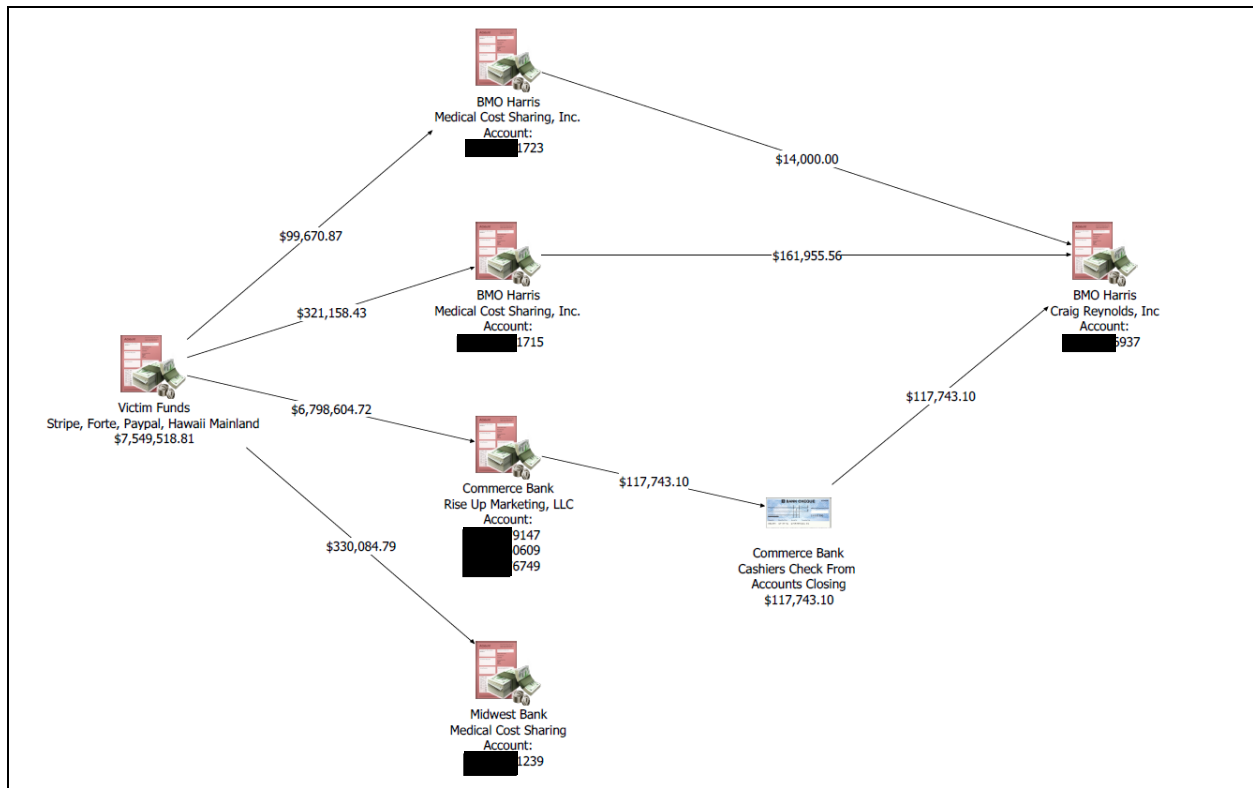 BMO Harris
Medical Cost Sharing, Inc.
Account:
1723
$14,000.00
$99,670.87
BMO Harris
Medical Cost Sharing, Inc.
Account:
1715
$161,955.56
$321,158.43
BMO Harris
Craig Reynolds, Inc
Account:
5937
Victim Funds
Stripe, Forte, Paypal, Hawaii Mainland
$7,549,518.81
$6,798,604.72
Commerce Bank
Rise Up Marketing, LLC
Account:
9147
0609
6749
$117,743.10
$117,743.10
Commerce Bank
Cashiers Check From
Accounts Closing
$117,743.10
$330,084.79
Midwest Bank
Medical Cost Sharing
Account:
1239